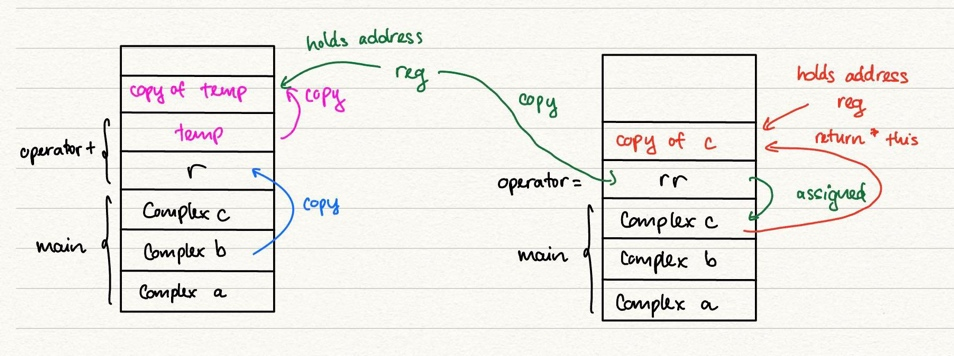 holds address
reg
copy of temp
copy
temp
operator+
r
copy
Complex c
main
Complex b
Complex a
copy
holds address
reg
return * this
copy of c
operator=
rr
assigned
Complex c
main
Complex b
Complex a